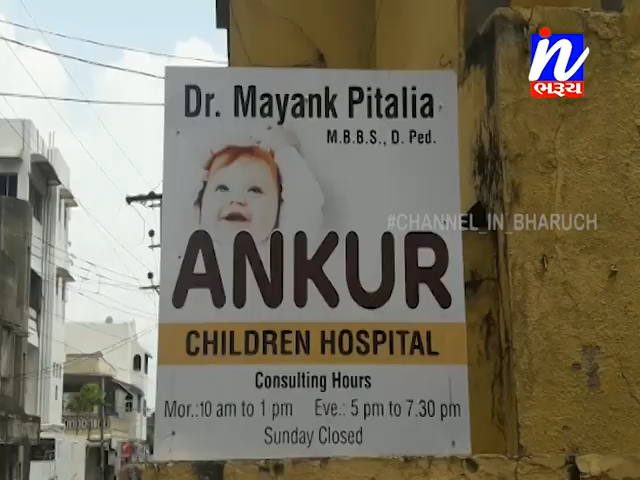 in
ભરૂચ
Dr. Mayank Pitalia
M.B.B.S., D. Ped.
#CHANNEL_IN_BHARUCH
ANKUR
CHILDREN HOSPITAL
Consulting Hours
Mor.:10 am to 1 pm Eve.: 5 pm to 7.30 pm
Sunday Closed